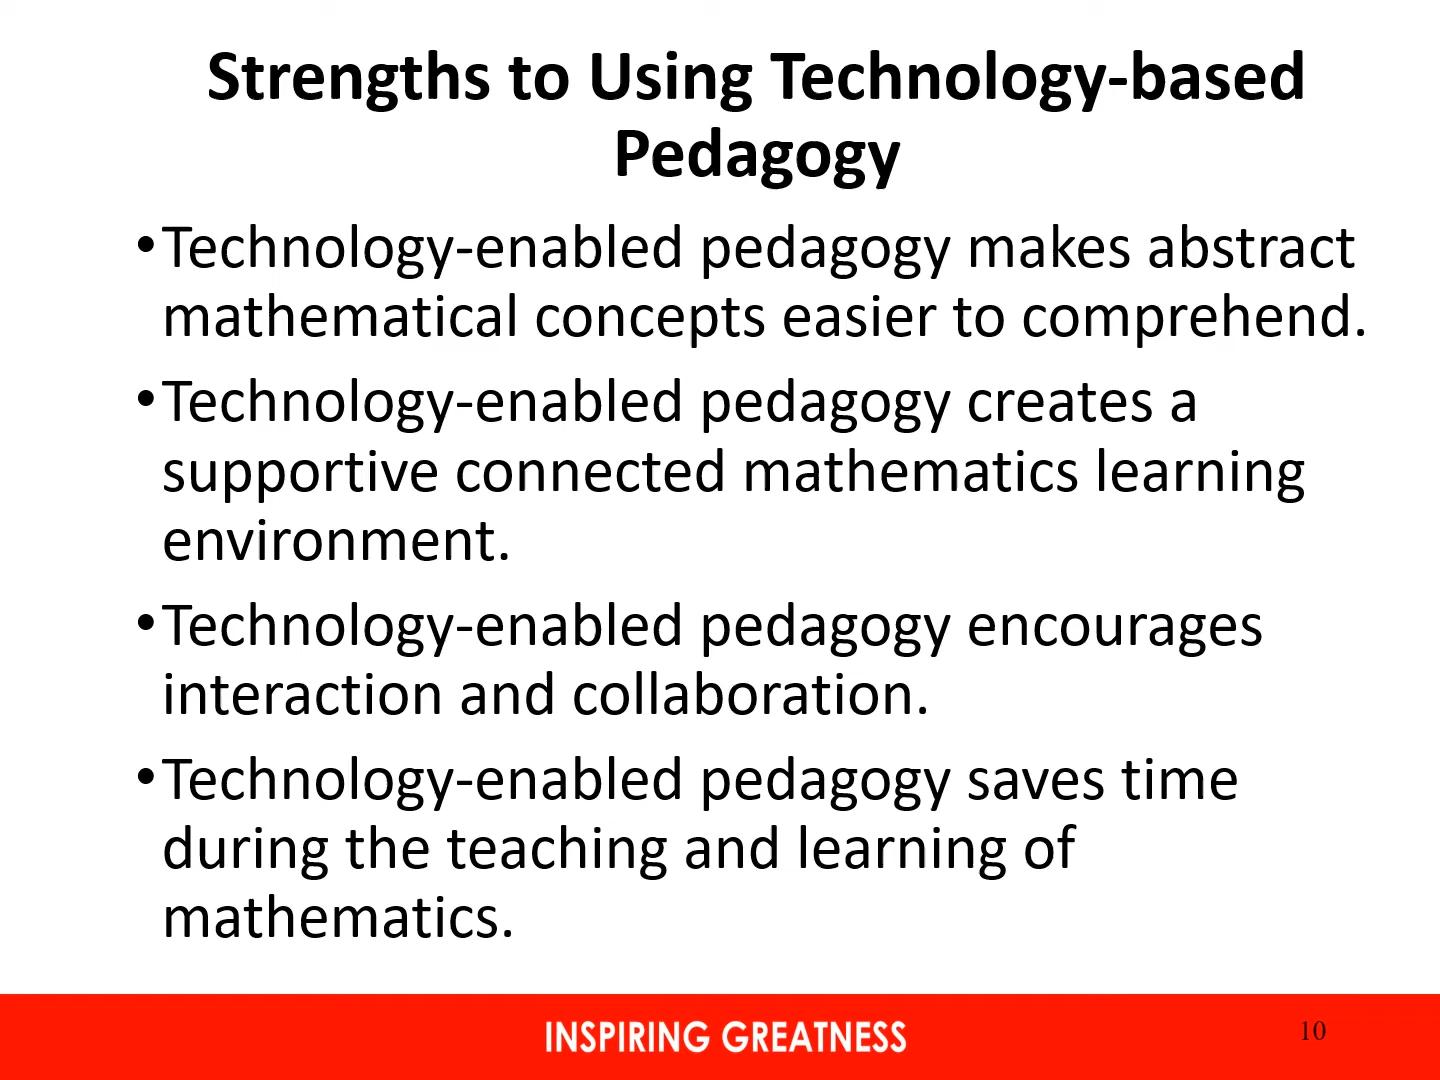 Strengths to Using Technology-based
Pedagogy
•Technology-enabled pedagogy makes abstract
mathematical concepts easier to comprehend.
•Technology-enabled pedagogy creates a
supportive connected mathematics learning
environment.
•Technology-enabled pedagogy encourages
interaction and collaboration.
•Technology-enabled pedagogy saves time
during the teaching and learning of
mathematics.
INSPIRING GREATNESS
10